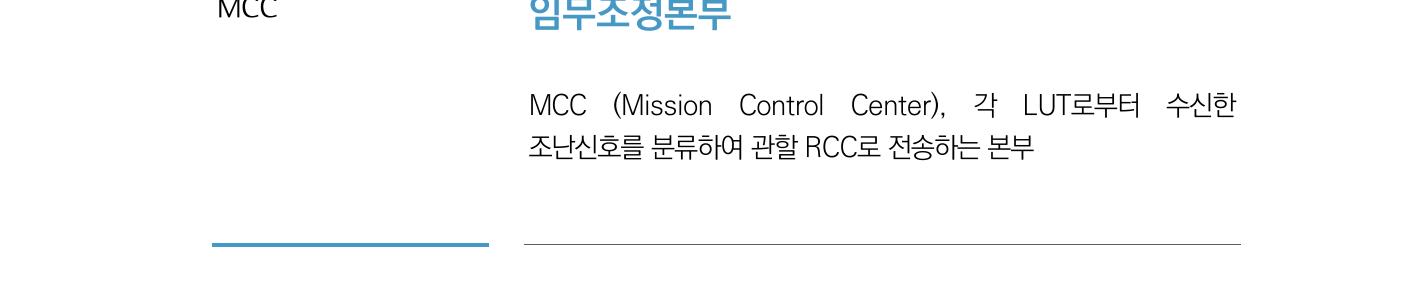 MCC
임무조정본부
MCC (Mission Control Center), 각 LUT로부터 수신한
조난신호를 분류하여 관할 RCC로 전송하는 본부